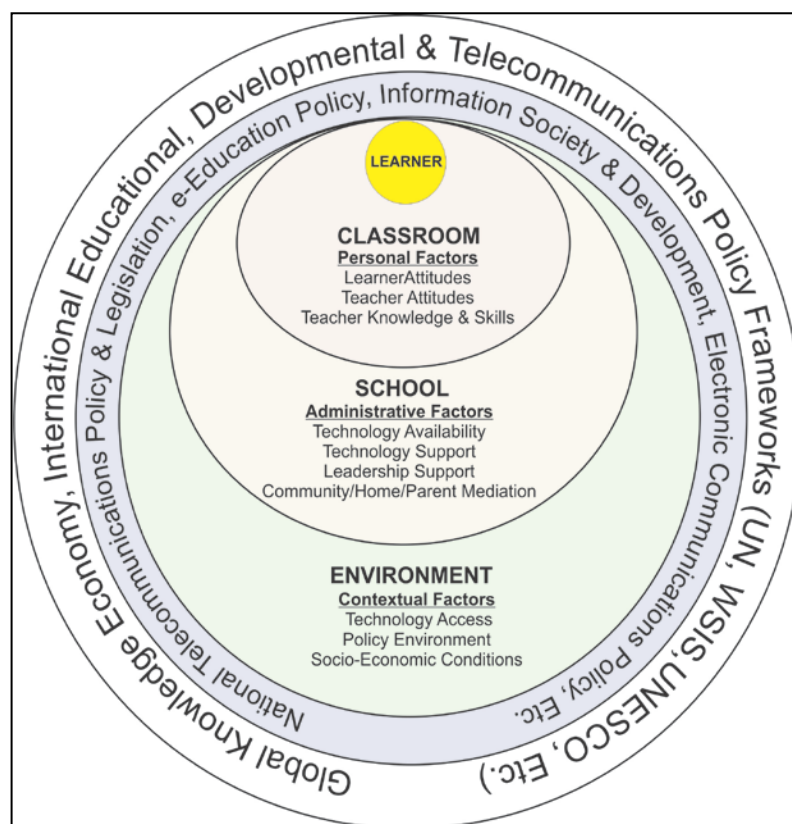 Global Knowledge Economy, International Educational, Developmental & Telecommunications Policy Frameworks (UN, WSIS,UNESCO, Etc.)
National Telecommunications Policy & Legislation, e-Education Policy, Information Society & Development, Electronic Communications Policy, Etc.
LEARNER
CLASSROOM
Personal Factors
LearnerAttitudes
Teacher Attitudes
Teacher Knowledge & Skills
SCHOOL
Administrative Factors
Technology Availability
Technology Support
Leadership Support
Community/Home/Parent Mediation
ENVIRONMENT
Contextual Factors
Technology Access
Policy Environment
Socio-Economic Conditions